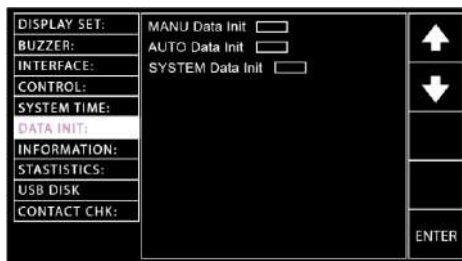 DISPLAY SET:
BUZZER:
INTERFACE:
CONTROL:
SYSTEM TIME:
DATA INIT:
INFORMATION:
STASTISTICS:
USB DISK
CONTACT CHK:
MANU Data Init
AUTO Data Init
SYSTEM Data Init
ENTER